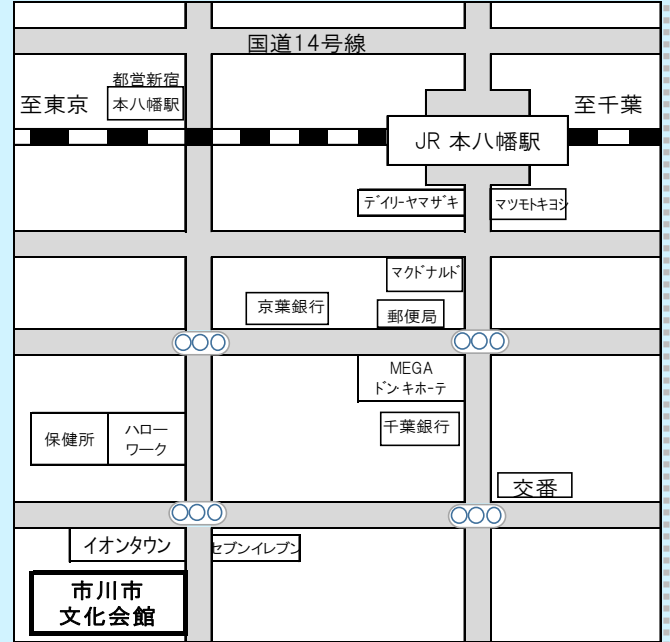 国道14号線
都営新宿
本八幡駅
至東京
至千葉
JR 本八幡駅
デイリーヤマザキ
マツモトキヨシ
マクドナルド
京葉銀行
郵便局
MEGA
ドン・キホーテ
千葉銀行
保健所
ハロー
ワーク
交番
イオンタウン
セブンイレブン
市川市
文化会館